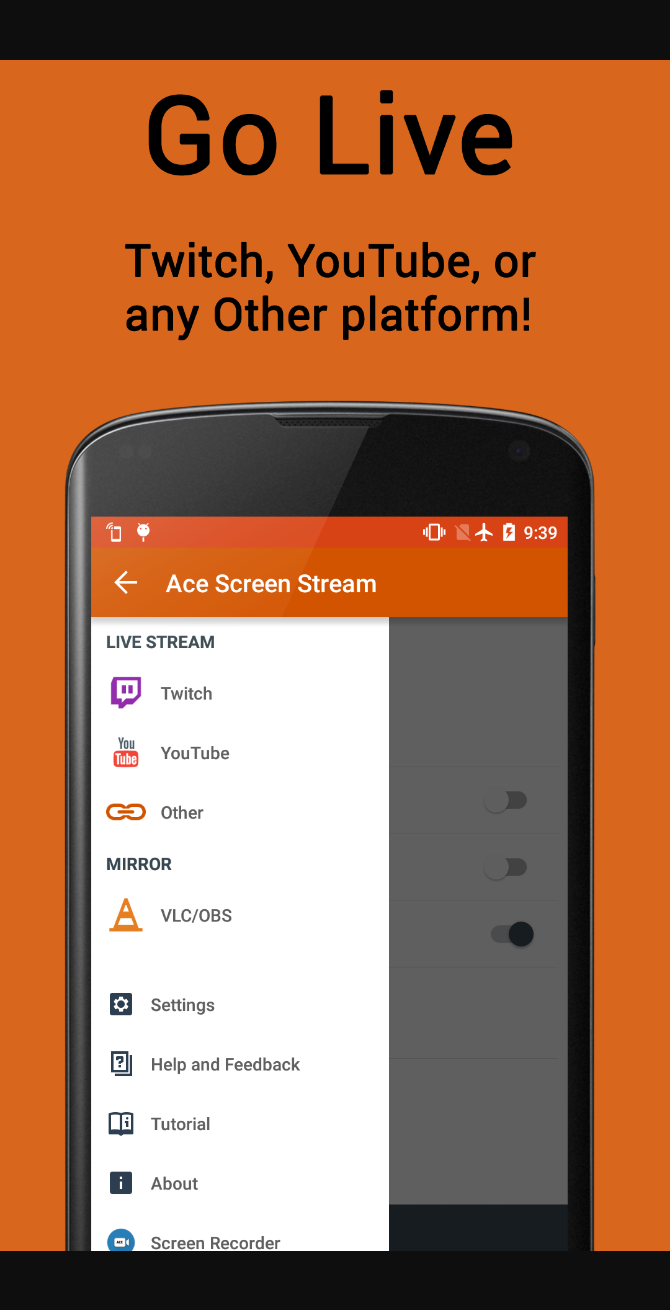 Go Live
Twitch, YouTube, or
any Other platform!
9:39
Ace Screen Stream
LIVE STREAM
Twitch
You
Tube
YouTube
Other
MIRROR
VLC/OBS
Settings
Help and Feedback
Tutorial
About
Screen Recorder